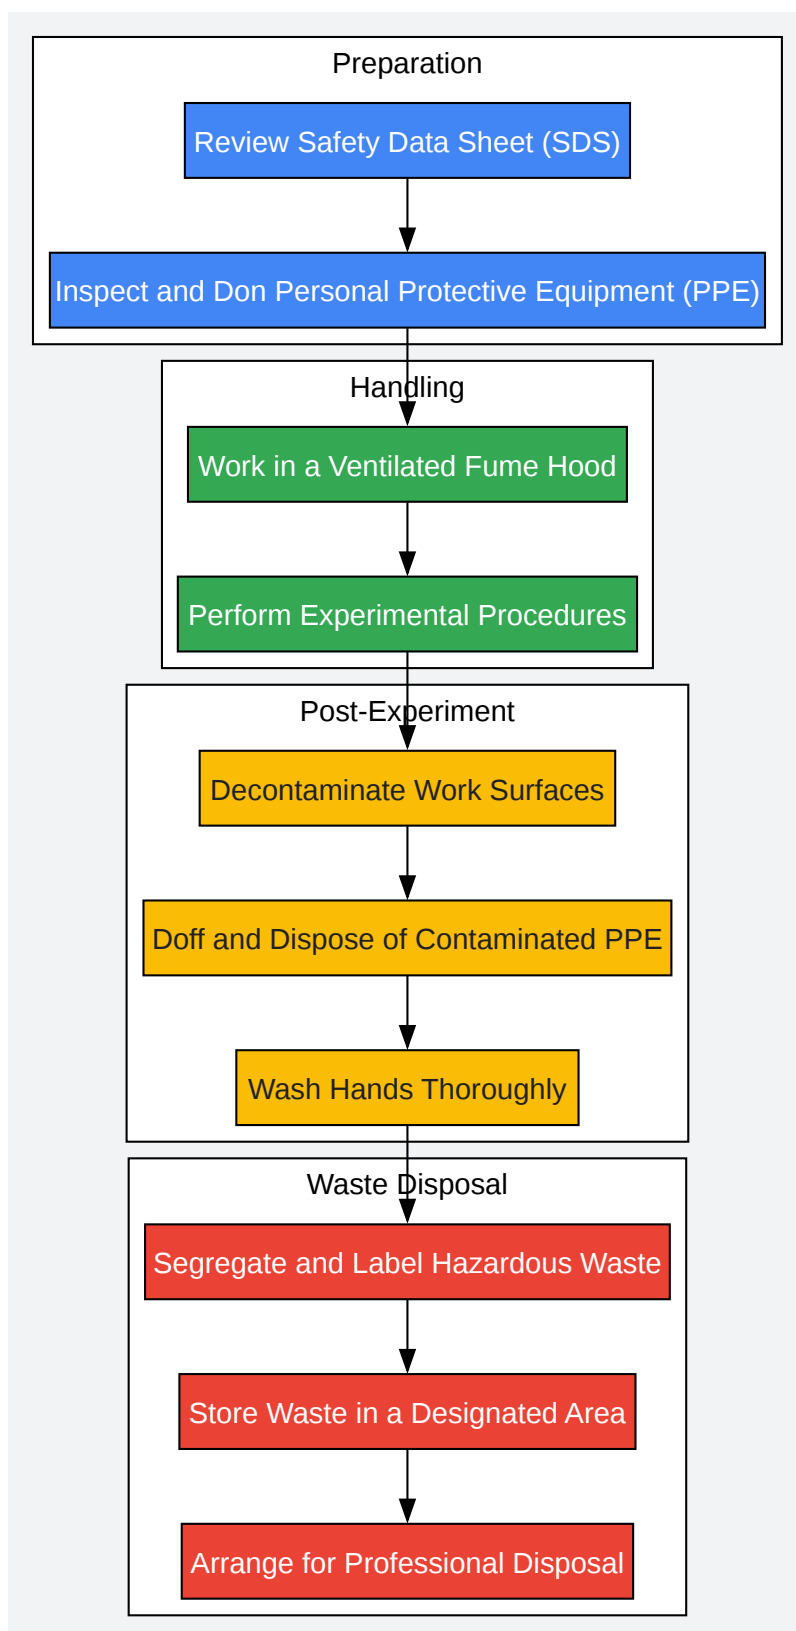 Preparation
Review Safety Data Sheet (SDS)
Inspect and Don Personal Protective Equipment (PPE)
Handling
Work in a Ventilated Fume Hood
Perform Experimental Procedures
Post-Experiment
Decontaminate Work Surfaces
Doff and Dispose of Contaminated PPE
Wash Hands Thoroughly
Waste Disposal
Segregate and Label Hazardous Waste
Store Waste in a Designated Area
Arrange for Professional Disposal